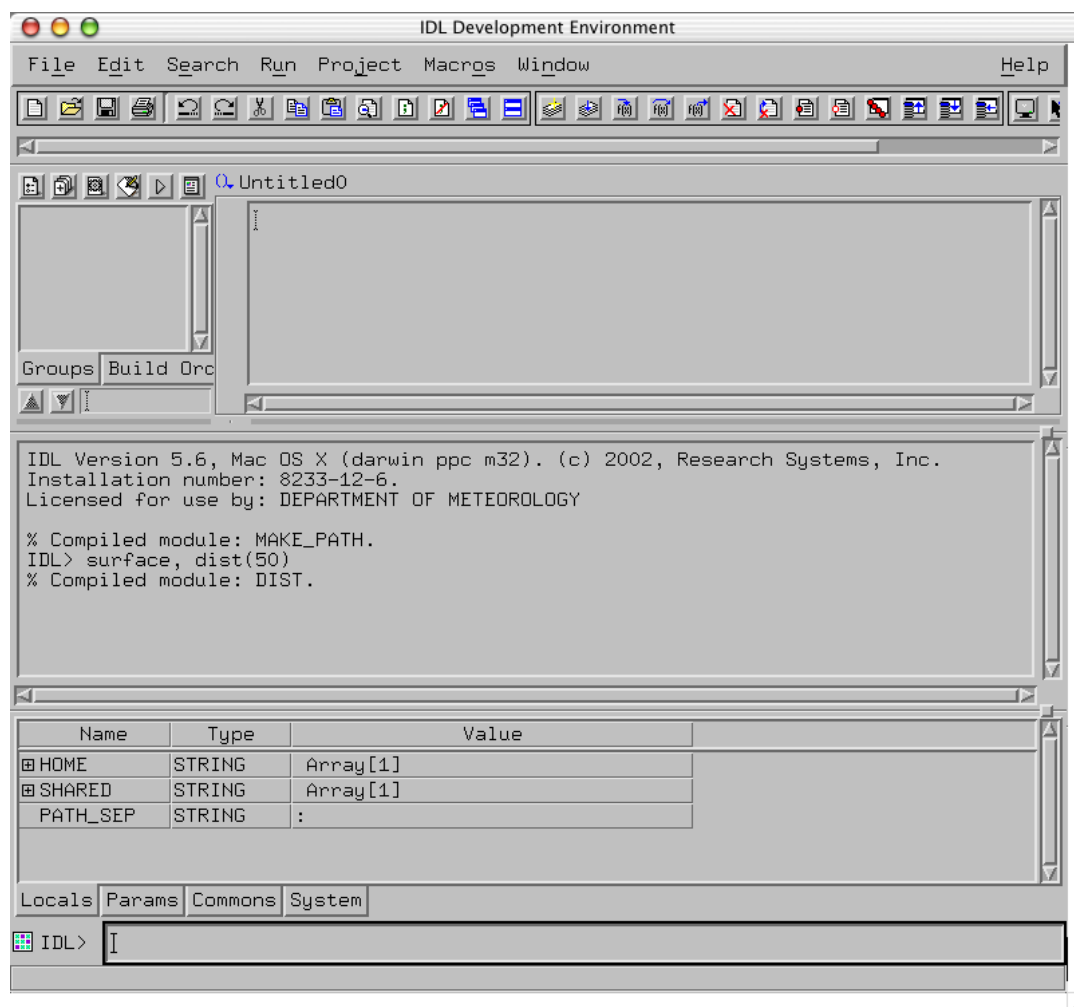 IDL Development Environment
File Edit Search Run Project Macros Window Help
Untitled0
Groups Build Orc
IDL Version 5.6, Mac OS X (darwin ppc m32). (c) 2002, Research Systems, Inc.
Installation number: 8233-12-6.
Licensed for use by: DEPARTMENT OF METEOROLOGY
% Compiled module: MAKE_PATH.
IDL> surface, dist(50)
% Compiled module: DIST.
Name Type Value
HOME STRING Array[1]
SHARED STRING Array[1]
PATH_SEP STRING :
Locals Params Commons System
IDL>